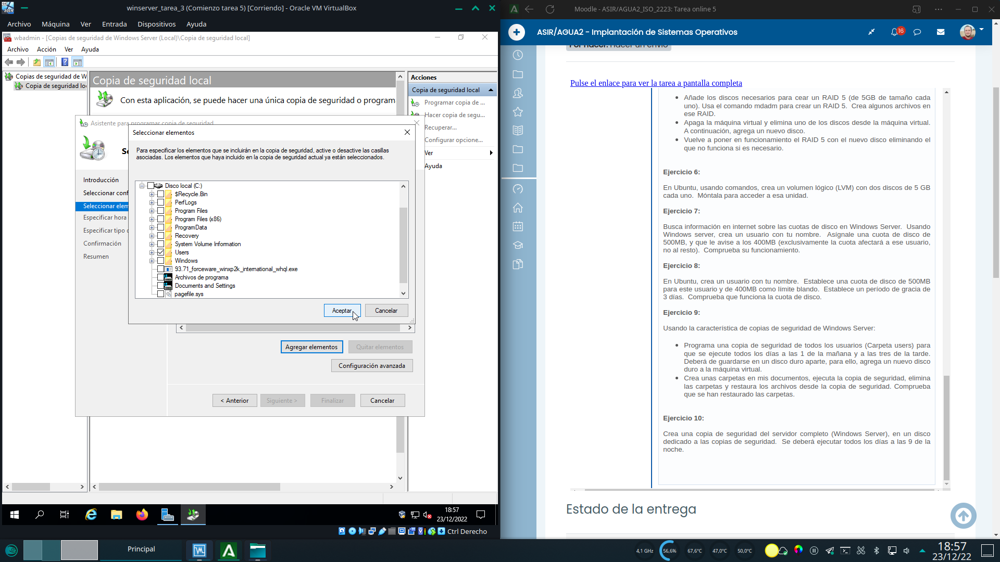 winserver_tarea_3 (Comienzo tarea 5) [Corriendo] - Oracle VM VirtualBox
Archivo Máquina Ver Entrada Dispositivos Ayuda
wbadmin - [Copias de seguridad de Windows Server (Local)\Copia de seguridad local]
Archivo Acción Ver Ayuda
Copias de seguridad de W
Copia de seguridad lo
Copia de seguridad local
Con esta aplicación, se puede hacer una única copia de seguridad o program
Acciones
Copia de seguridad local
Programar copia de ...
Hacer copia de segu...
Recuperar...
Configurar opcione...
Ver
Ayuda
Asistente para programar copia de seguridad
Introducción
Seleccionar conf
Seleccionar elem
Especificar hora
Especificar tipo
Confirmación
Resumen
Seleccionar elementos
Para especificar los elementos que se incluirán en la copia de seguridad, active o desactive las casillas
asociadas. Los elementos que haya incluido en la copia de seguridad actual ya están seleccionados.
Disco local (C:)
$Recycle.Bin
PerfLogs
Program Files
Program Files (x86)
ProgramData
Recovery
System Volume Information
Users
Windows
93.71_forceware_winxp2k_international_whql.exe
Archivos de programa
Documents and Settings
pagefile.sys
Aceptar Cancelar
Agregar elementos Quitar elementos
Configuración avanzada
< Anterior Siguiente > Finalizar Cancelar
18:57
23/12/2022
Ctrl Derecho
Moodle - ASIR/AGUA2_ISO_2223: Tarea online 5
ASIR/AGUA2 - Implantación de Sistemas Operativos
16
Por hacer: Hacer un envío
Pulse el enlace para ver la tarea a pantalla completa
Añade los discos necesarios para cear un RAID 5 (de 5GB de tamaño cada
uno). Usa el comando mdadm para crear un RAID 5. Crea algunos archivos en
ese RAID.
Apaga la máquina virtual y elimina uno de los discos desde la máquina virtual.
A continuación, agrega un nuevo disco.
Vuelve a poner en funcionamiento el RAID 5 con el nuevo disco eliminando el
que no funciona si es necesario.
Ejercicio 6:
En Ubuntu, usando comandos, crea un volumen lógico (LVM) con dos discos de 5 GB
cada uno. Móntala para acceder a esa unidad.
Ejercicio 7:
Busca información en internet sobre las cuotas de disco en Windows Server. Usando
Windows server, crea un usuario con tu nombre. Asígnale una cuota de disco de
500MB, y que le avise a los 400MB (exclusivamente la cuota afectará a ese usuario,
no al resto). Comprueba su funcionamiento.
Ejercicio 8:
En Ubuntu, crea un usuario con tu nombre. Establece una cuota de disco de 500MB
para este usuario y de 400MB como límite blando. Establece un período de gracia de
3 días. Comprueba que funciona la cuota de disco.
Ejercicio 9:
Usando la característica de copias de seguridad de Windows Server:
Programa una copia de seguridad de todos los usuarios (Carpeta users) para
que se ejecute todos los días a las 1 de la mañana y a las tres de la tarde.
Deberá de guardarse en un disco duro aparte, para ello, agrega un nuevo disco
duro a la máquina virtual.
Crea unas carpetas en mis documentos, ejecuta la copia de seguridad, elimina
las carpetas y restaura los archivos desde la copia de seguridad. Comprueba
que se han restaurado las carpetas.
Ejercicio 10:
Crea una copia de seguridad del servidor completo (Windows Server), en un disco
dedicado a las copias de seguridad. Se deberá ejecutar todos los días a las 9 de la
noche.
Estado de la entrega
Principal
4,1 GHz 56,6% 67,6°C 47,0°C 50,0°C
18:57
23/12/22